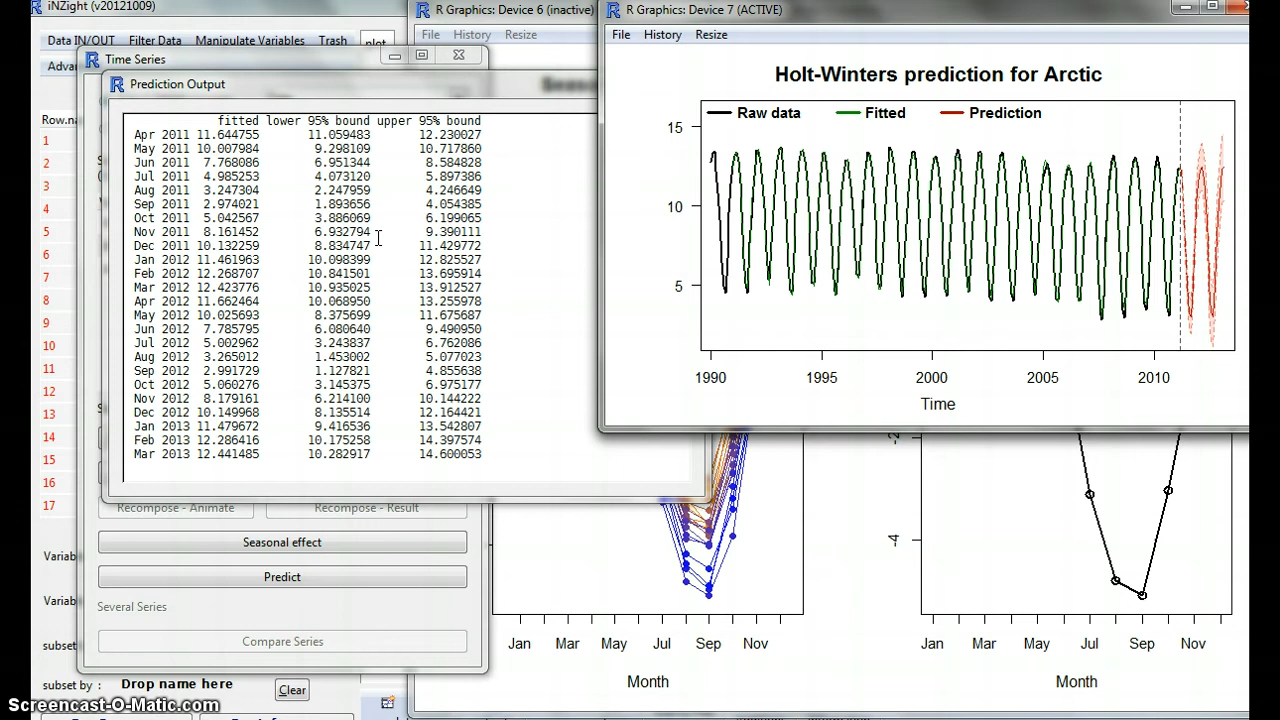 iNZight (v20121009)
Data IN/OUT Filter Data Manipulate Variables Trash plot
Row.na
1
2
3
4
5
6
7
8
9
10
11
12
13
14
15
16
17
subset
subset by : Drop name here
Clear
Time Series
Recompose - Animate Recompose - Result
Seasonal effect
Predict
Several Series
Compare Series
Prediction Output
fitted lower 95% bound upper 95% bound
Apr 2011 11.644755 11.059483 12.230027
May 2011 10.007984 9.298109 10.717860
Jun 2011 7.768086 6.951344 8.584828
Jul 2011 4.985253 4.073120 5.897386
Aug 2011 3.247304 2.247959 4.246649
Sep 2011 2.974021 1.893656 4.054385
Oct 2011 5.042567 3.886069 6.199065
Nov 2011 8.161452 6.932794 9.390111
Dec 2011 10.132259 8.834747 11.429772
Jan 2012 11.461963 10.098399 12.825527
Feb 2012 12.268707 10.841501 13.695914
Mar 2012 12.423776 10.935025 13.912527
Apr 2012 11.662464 10.068950 13.255978
May 2012 10.025693 8.375699 11.675687
Jun 2012 7.785795 6.080640 9.490950
Jul 2012 5.002962 3.243837 6.762086
Aug 2012 3.265012 1.453002 5.077023
Sep 2012 2.991729 1.127821 4.855638
Oct 2012 5.060276 3.145375 6.975177
Nov 2012 8.179161 6.214100 10.144222
Dec 2012 10.149968 8.135514 12.164421
Jan 2013 11.479672 9.416536 13.542807
Feb 2013 12.286416 10.175258 14.397574
Mar 2013 12.441485 10.282917 14.600053
R Graphics: Device 6 (inactive)
File History Resize
R Graphics: Device 7 (ACTIVE)
File History Resize
Holt-Winters prediction for Arctic
Raw data Fitted Prediction
15
10
5
1990 1995 2000 2005 2010
Time
-2
-4
Jan Mar May Jul Sep Nov
Month
Jan Mar May Jul Sep Nov
Month
Screencast-O-Matic.com